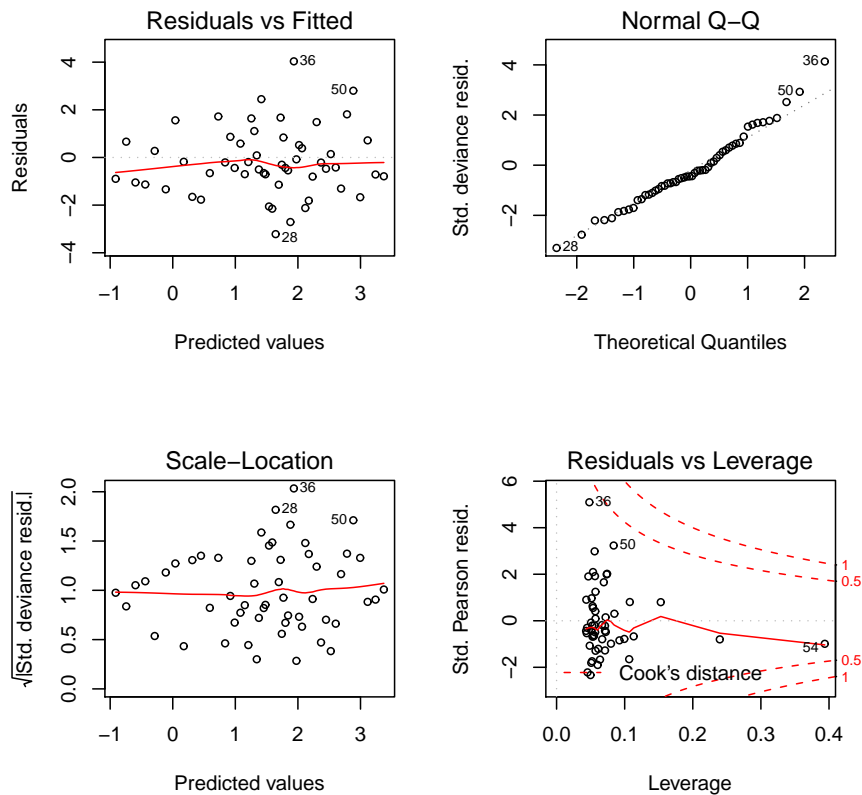 Residuals vs Fitted
Residuals
4
2
0
−2
−4
36
50
28
−1 0 1 2 3
Predicted values
Normal Q−Q
Std. deviance resid.
4
2
0
−2
36
50
28
−2 −1 0 1 2
Theoretical Quantiles
Scale−Location
√|Std. deviance resid.|
2.0
1.5
1.0
0.5
0.0
36
28
50
−1 0 1 2 3
Predicted values
Residuals vs Leverage
Std. Pearson resid.
6
4
2
0
−2
36
50
54
1
0.5
0.5
1
Cook's distance
0.0 0.1 0.2 0.3 0.4
Leverage